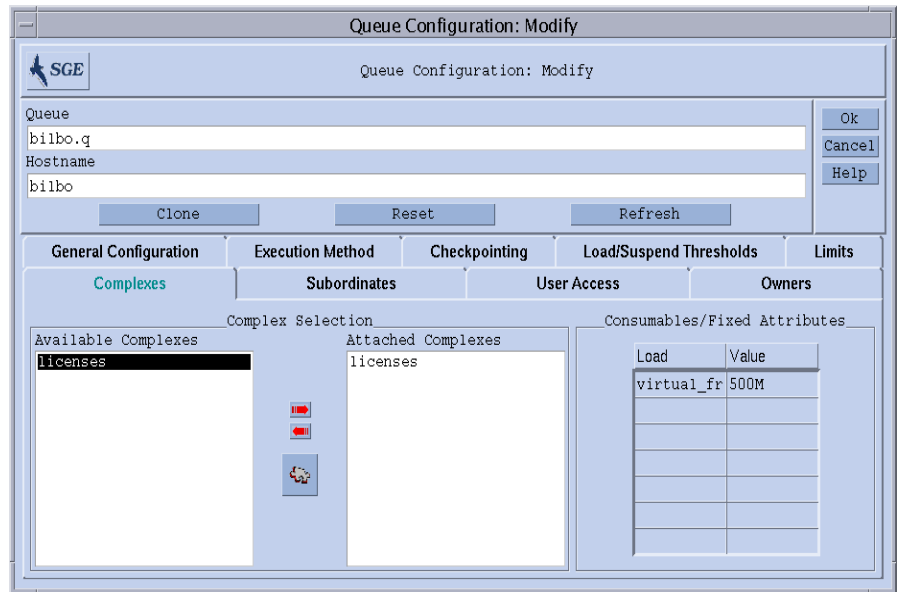 Queue Configuration: Modify
SGE
Queue Configuration: Modify
Queue
bilbo.q
Hostname
bilbo
Ok
Cancel
Help
Clone Reset Refresh
General Configuration Execution Method Checkpointing Load/Suspend Thresholds Limits
Complexes Subordinates User Access Owners
Complex Selection
Available Complexes
licenses
Attached Complexes
licenses
Consumables/Fixed Attributes
Load Value
virtual_fr 500M